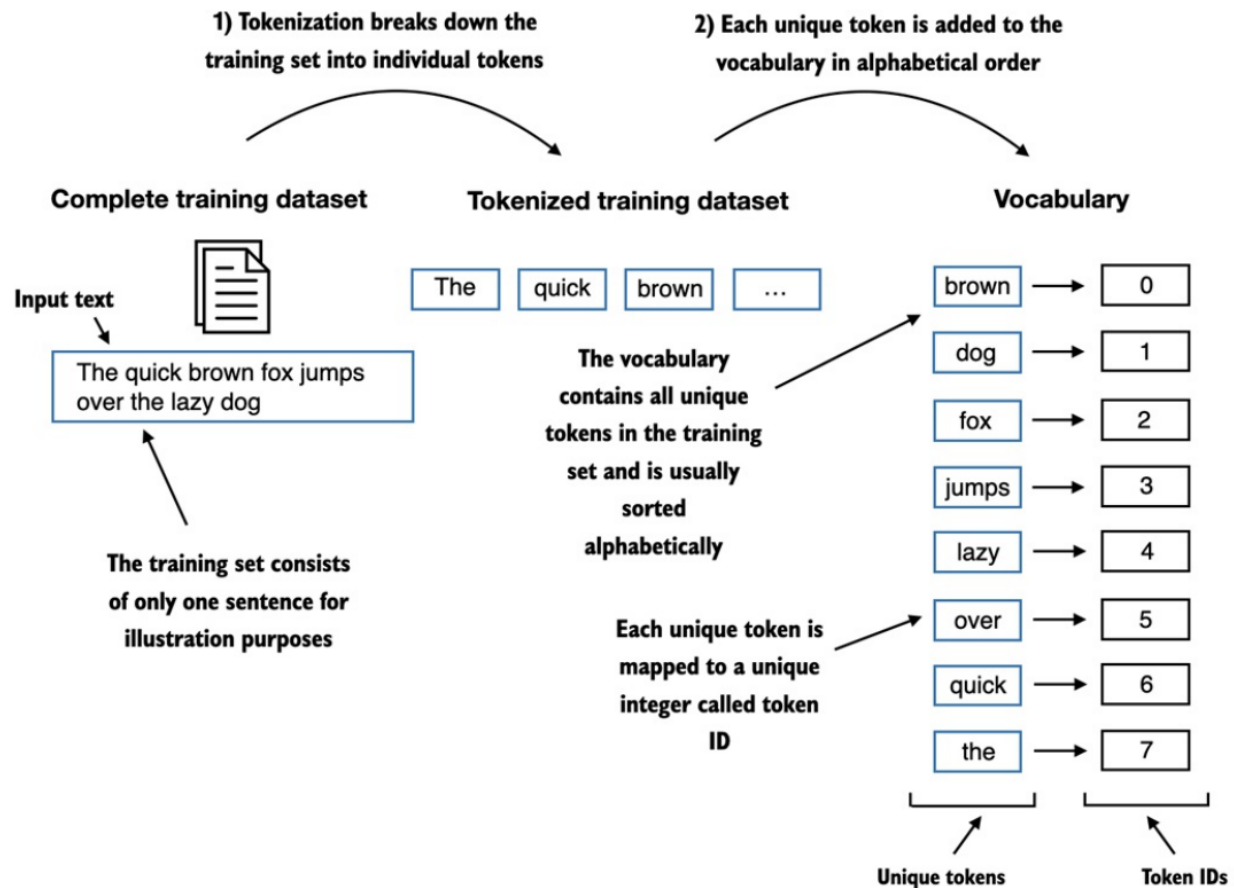 1) Tokenization breaks down the
training set into individual tokens
2) Each unique token is added to the
vocabulary in alphabetical order
Complete training dataset
Tokenized training dataset
Vocabulary
Input text
The quick brown fox jumps
over the lazy dog
The training set consists
of only one sentence for
illustration purposes
The
quick
brown
...
The vocabulary
contains all unique
tokens in the training
set and is usually
sorted
alphabetically
Each unique token is
mapped to a unique
integer called token
ID
brown 0
dog 1
fox 2
jumps 3
lazy 4
over 5
quick 6
the 7
Unique tokens
Token IDs